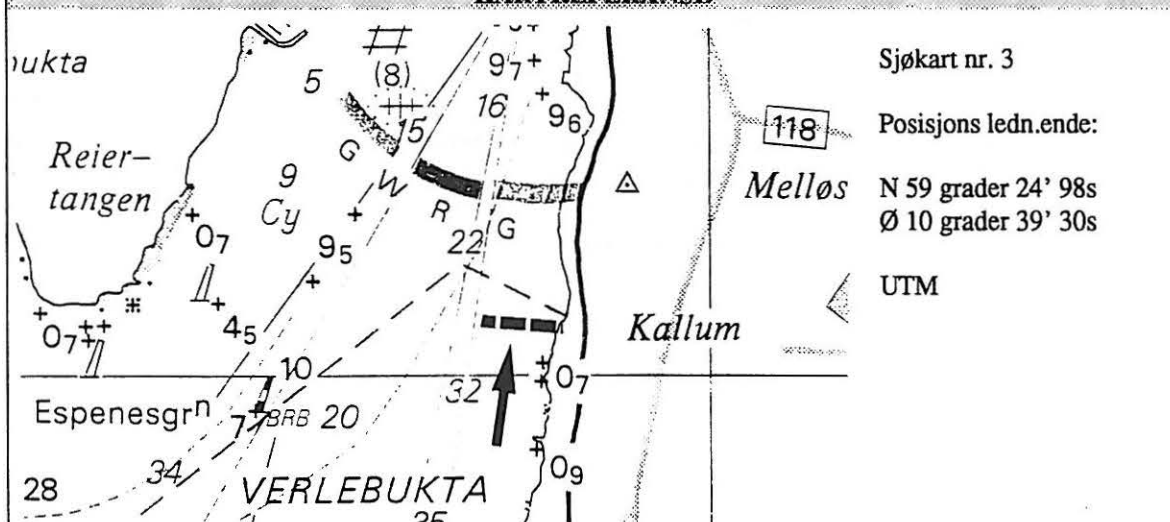 Sjøkart nr. 3
Posisjons ledn.ende:
N 59 grader 24' 98s
Ø 10 grader 39' 30s
UTM
5
(8)
97
16
96
118
15
Reier–
tangen
G
W
9
Cy
Melløs
R
G
07
22
95
07
45
Kallum
10
32
07
Espenesgrn
7
BRB
20
34
09
28
VERLEBUKTA